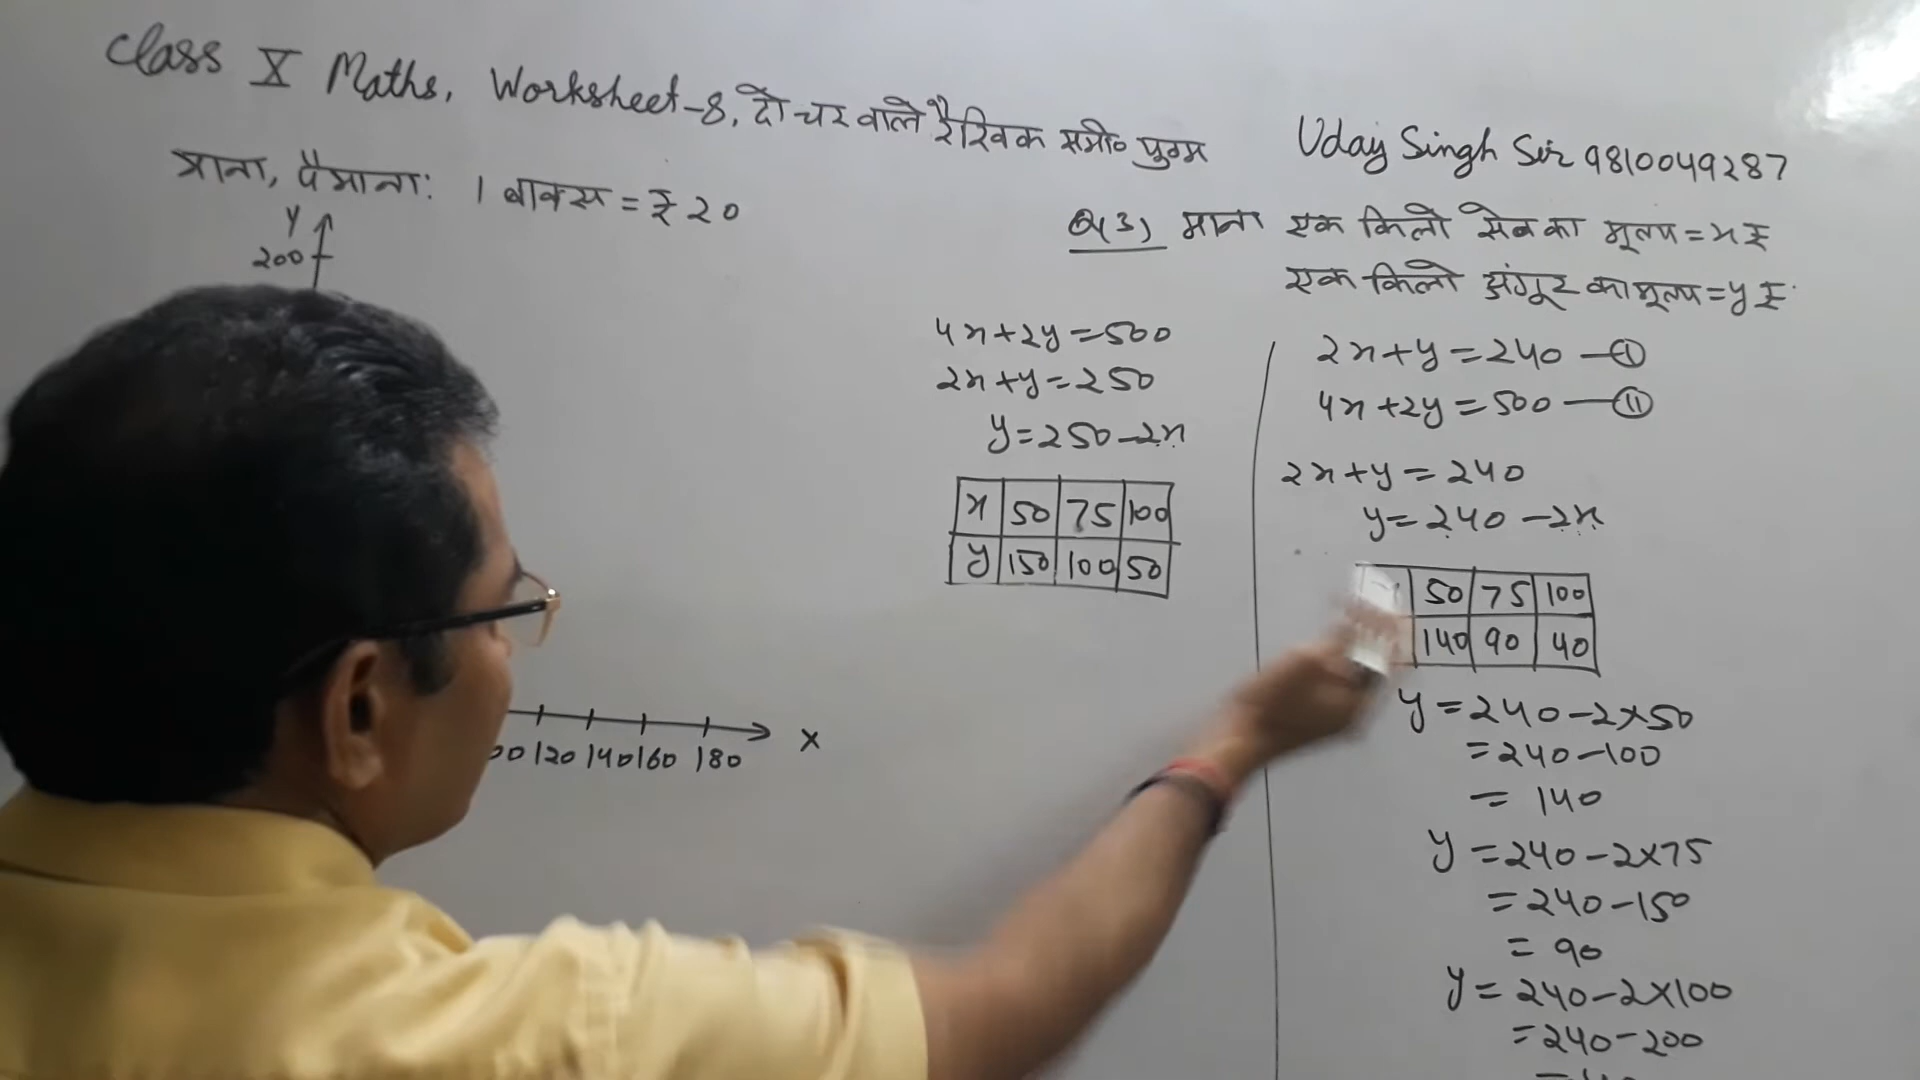 Class X Maths, Worksheet-8, दो चर वाले रैखिक समी० युग्म
Uday Singh Sir 9810049287
माना, पैमाना: 1 बाक्स = ₹ 20
Y
200
120 140 160 180 X
4x+2y=500
2x+y=250
y=250-2x
x 50 75 100
y 150 100 50
Q(3) माना एक किलो सेब का मूल्य = x ₹
एक किलो अंगूर का मूल्य = y ₹
2x+y=240 — ①
4x+2y=500 — ⑪
2x+y=240
y=240-2x
50 75 100
140 90 40
y=240-2×50
=240-100
= 140
y=240-2×75
=240-150
= 90
y=240-2×100
=240-200